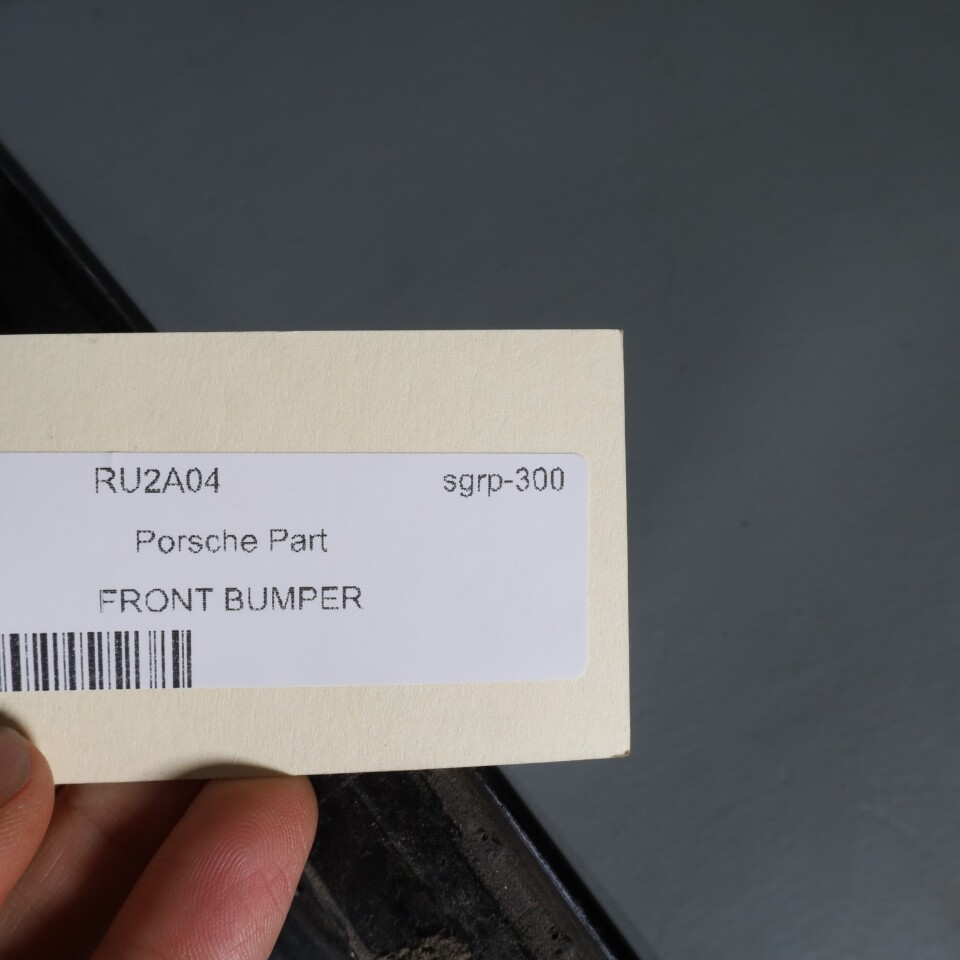 RU2A04 sgrp-300
Porsche Part
FRONT BUMPER